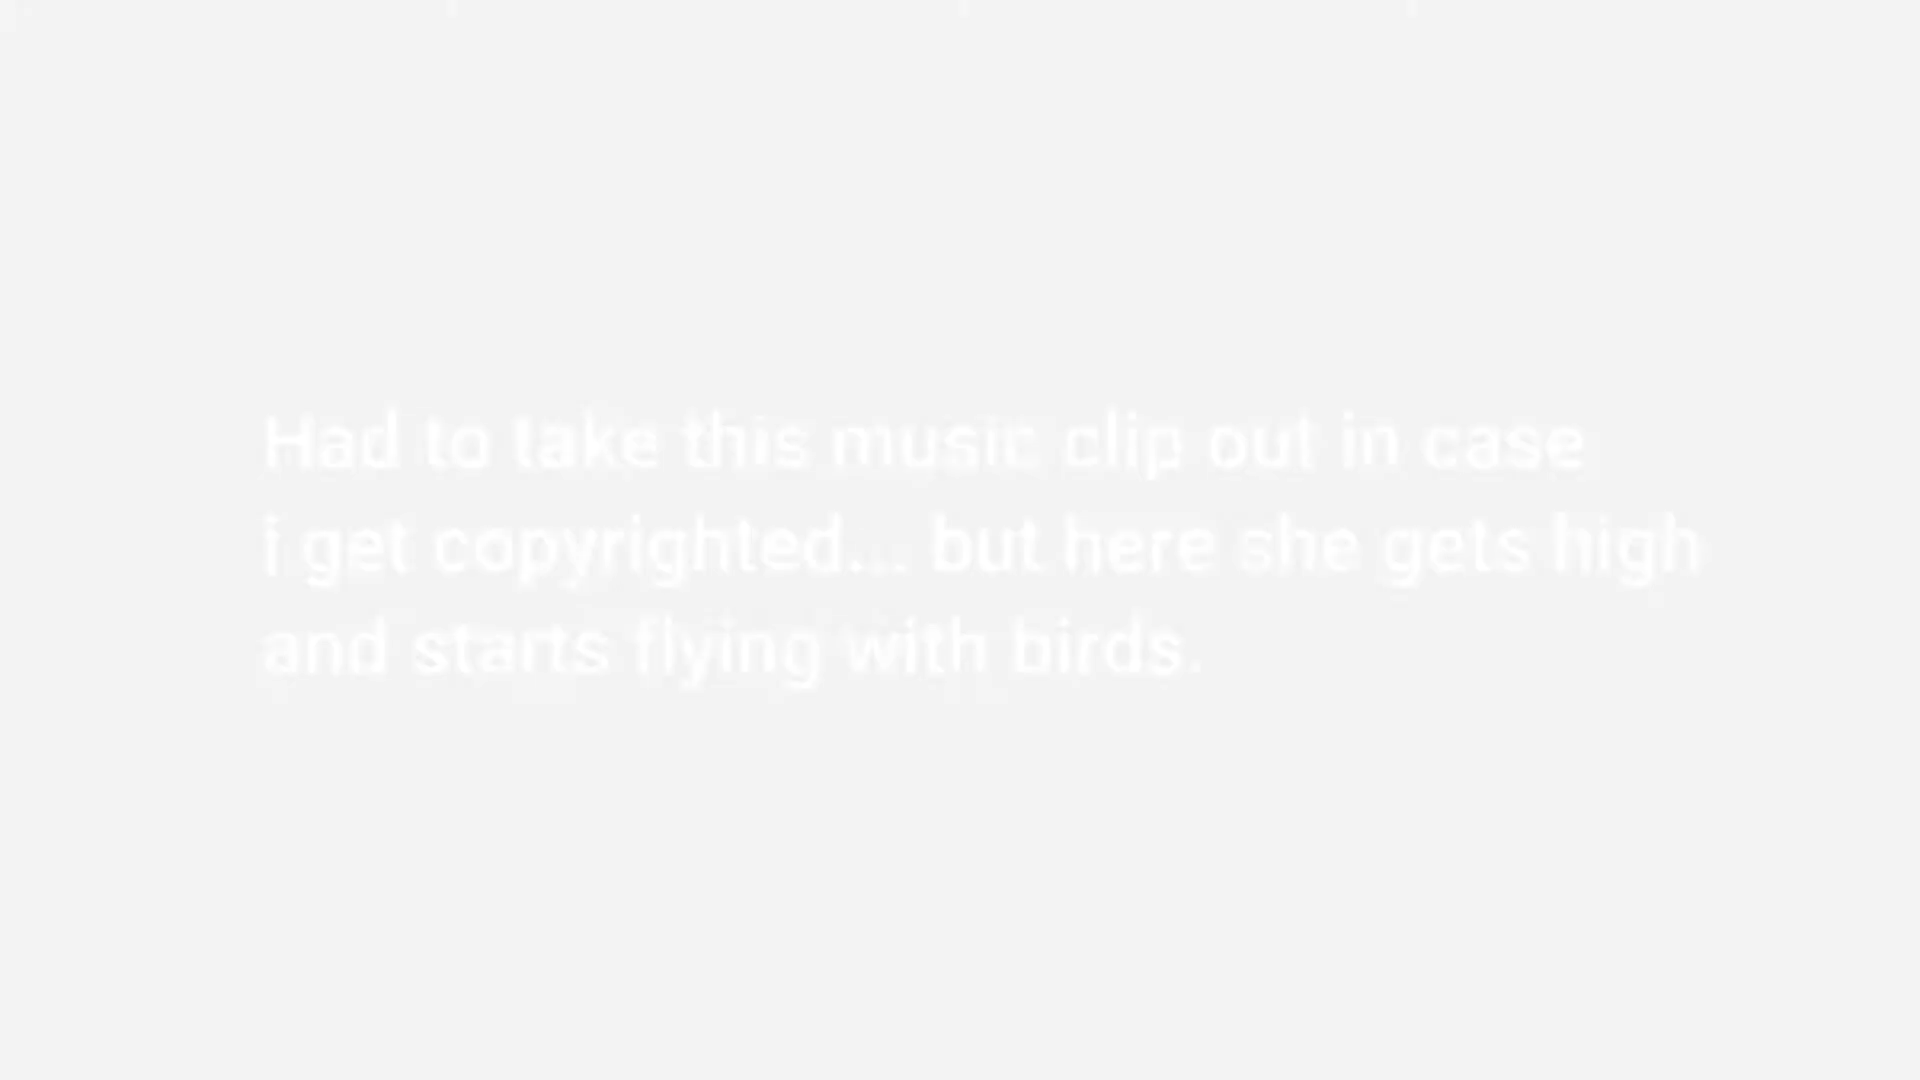 Had to take this music clip out in case
i get copyrighted... but here she gets high
and starts flying with birds.